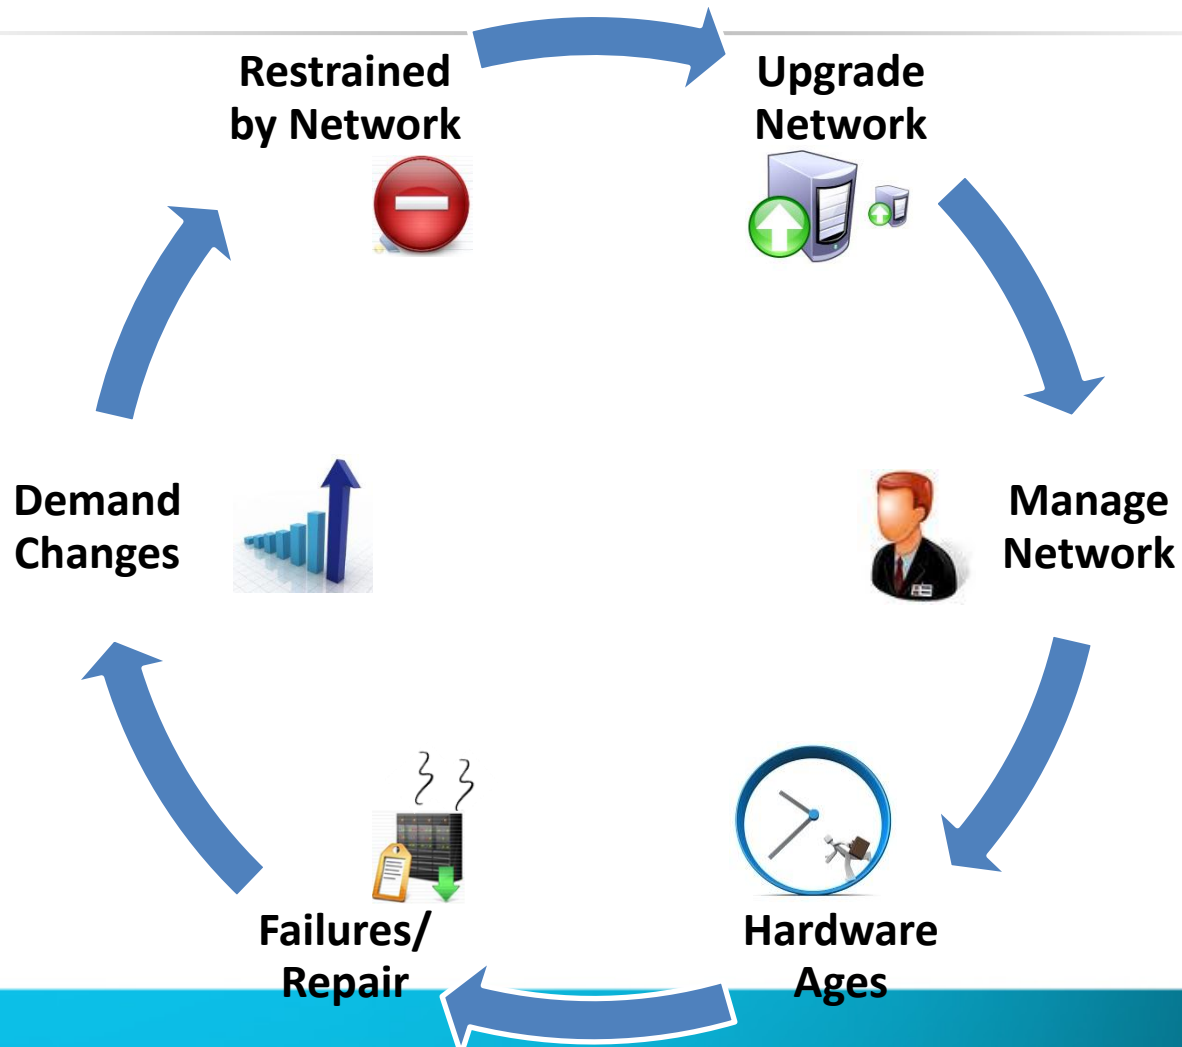 Restrained
by Network
Upgrade
Network
Manage
Network
Hardware
Ages
Failures/
Repair
Demand
Changes